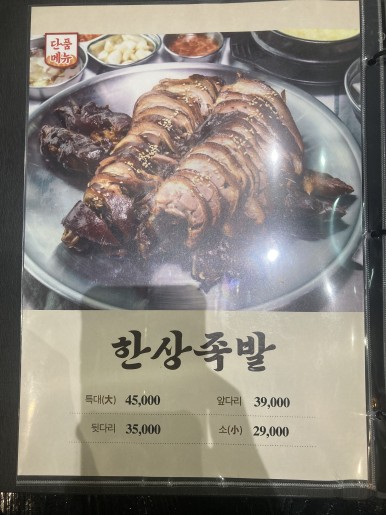 단품
메뉴
한상족발
특대(大) 45,000 앞다리 39,000
뒷다리 35,000 소(小) 29,000